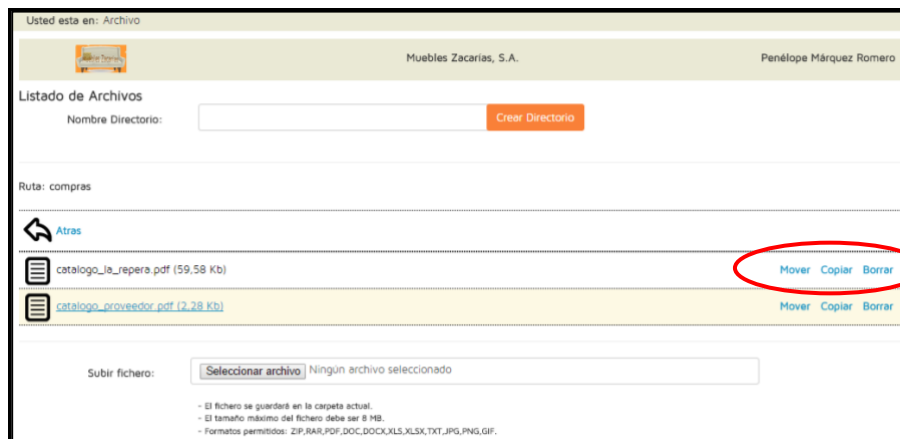 Usted esta en: Archivo
Muebles Zacarias, S.A. Penélope Márquez Romero
Listado de Archivos
Nombre Directorio: Crear Directorio
Ruta: compras
Atras
catalogo_la_repera.pdf (59,58 Kb) Mover Copiar Borrar
catalogo_proveedor.pdf (2,28 Kb) Mover Copiar Borrar
Subir fichero: Seleccionar archivo Ningún archivo seleccionado
- El fichero se guardará en la carpeta actual.
- El tamaño máximo del fichero debe ser 8 MB.
- Formatos permitidos: ZIP,RAR,PDF,DOC,DOCX,XLS,XLSX,TXT,JPG,PNG,GIF.